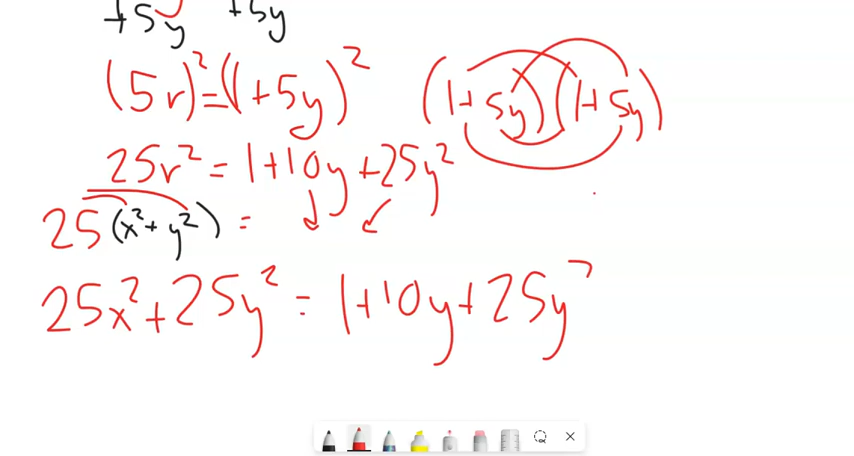 +5y +5y
(5r)² = (1+5y)² (1+5y)(1+5y)
25r² = 1+10y+25y²
25(x²+y²) =
25x²+25y² = 1+10y+25y²